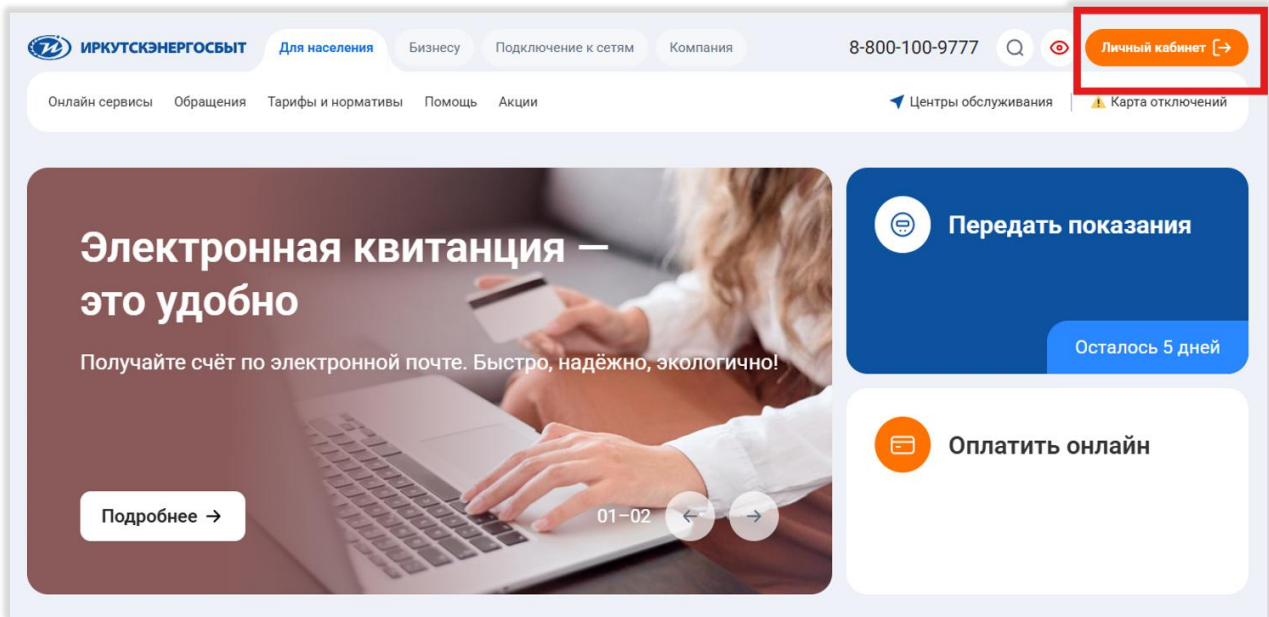 ИРКУТСКЭНЕРГОСБЫТ Для населения Бизнесу Подключение к сетям Компания 8-800-100-9777 Личный кабинет
Онлайн сервисы Обращения Тарифы и нормативы Помощь Акции Центры обслуживания Карта отключений
Электронная квитанция —
это удобно
Получайте счёт по электронной почте. Быстро, надёжно, экологично!
Подробнее →
01–02 ← →
Передать показания
Осталось 5 дней
Оплатить онлайн